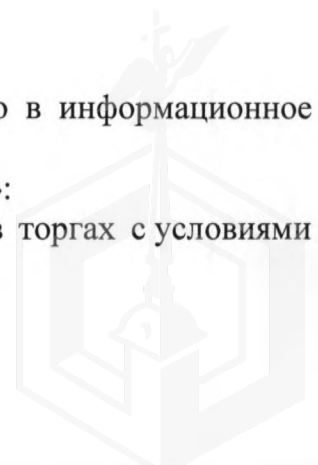 о в информационное
»:
в торгах с условиями